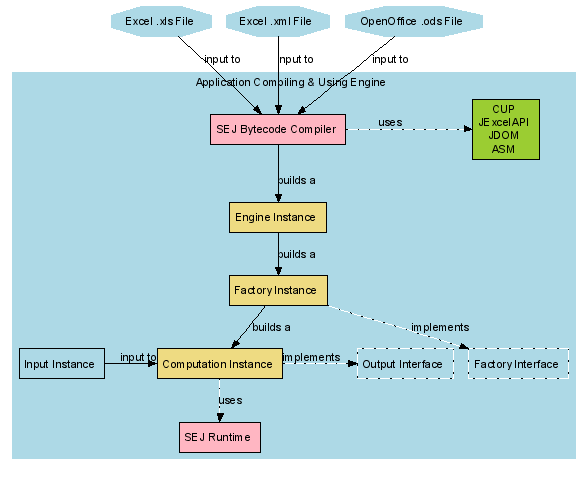 Excel .xls File
Excel .xml File
OpenOffice .ods File
input to
input to
input to
Application Compiling & Using Engine
SEJ Bytecode Compiler
uses
CUP
JExcelAPI
JDOM
ASM
builds a
Engine Instance
builds a
Factory Instance
builds a
implements
Input Instance
input to
Computation Instance
implements
Output Interface
Factory Interface
uses
SEJ Runtime